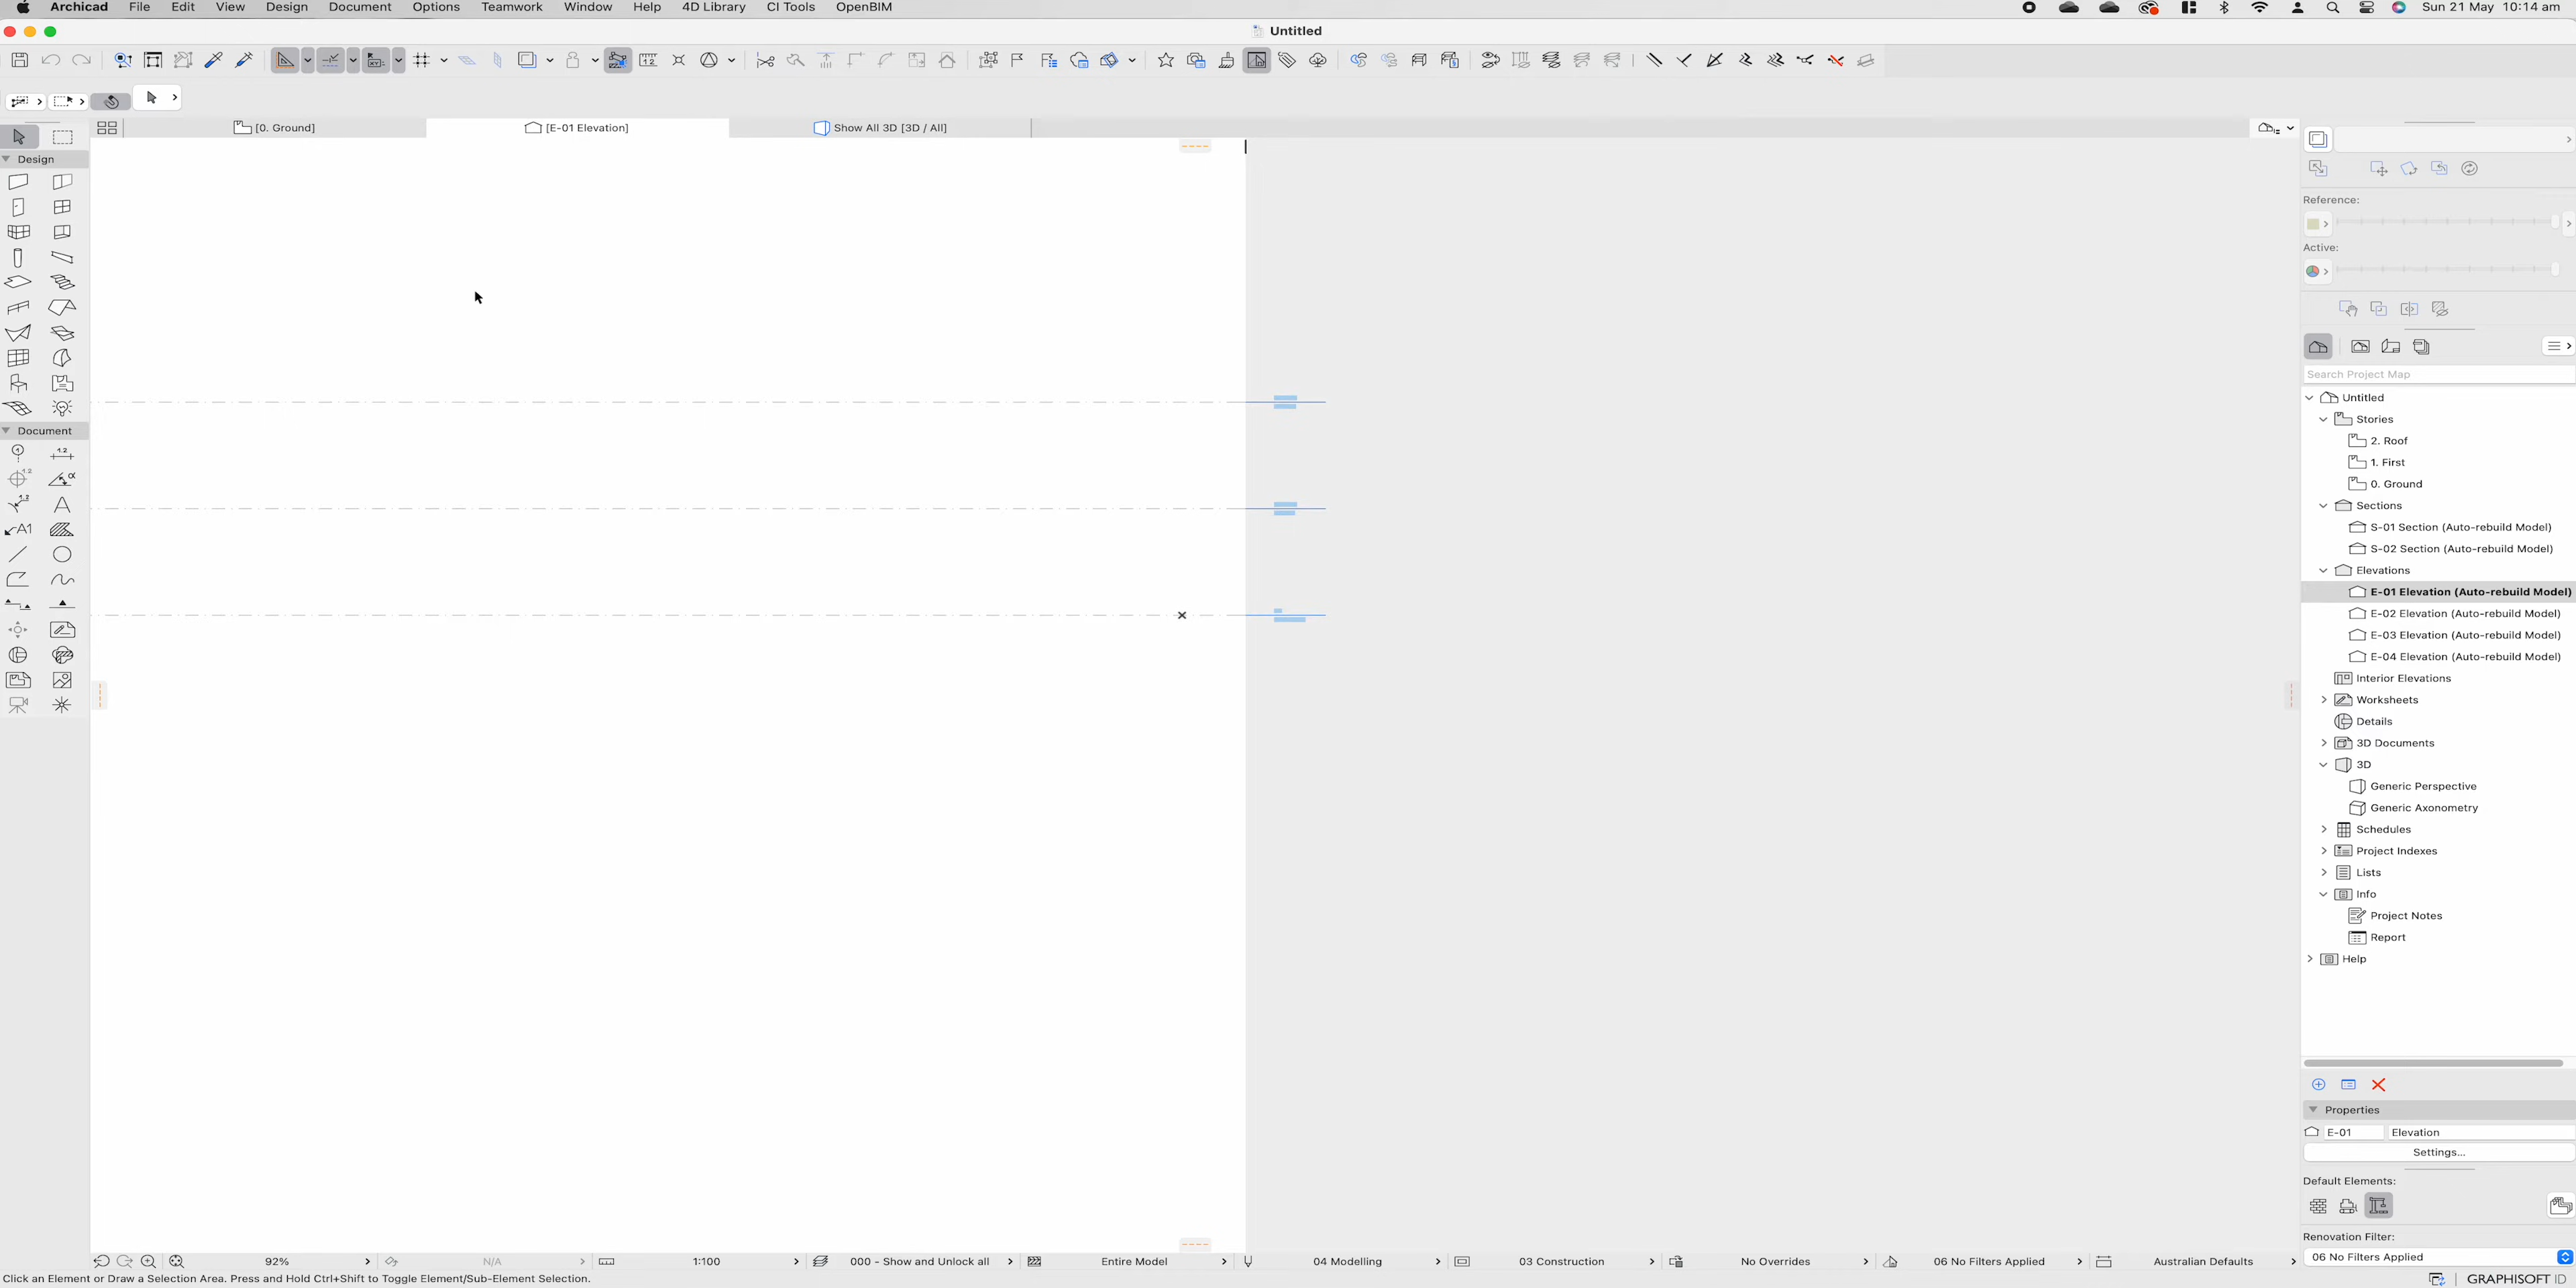 Archicad File Edit View Design Document Options Teamwork Window Help 4D Library CI Tools OpenBIM Sun 21 May 10:14 am
Untitled
[0. Ground] [E-01 Elevation] Show All 3D [3D / All]
Design
Document
1.2
1.2
α
1.2
A1
Reference:
Active:
Search Project Map
Untitled
Stories
2. Roof
1. First
0. Ground
Sections
S-01 Section (Auto-rebuild Model)
S-02 Section (Auto-rebuild Model)
Elevations
E-01 Elevation (Auto-rebuild Model)
E-02 Elevation (Auto-rebuild Model)
E-03 Elevation (Auto-rebuild Model)
E-04 Elevation (Auto-rebuild Model)
Interior Elevations
Worksheets
Details
3D Documents
3D
Generic Perspective
Generic Axonometry
Schedules
Project Indexes
Lists
Info
Project Notes
Report
Help
Properties
E-01 Elevation
Settings...
Default Elements:
Renovation Filter:
06 No Filters Applied
92% N/A 1:100 000 - Show and Unlock all Entire Model 04 Modelling 03 Construction No Overrides 06 No Filters Applied Australian Defaults
Click an Element or Draw a Selection Area. Press and Hold Ctrl+Shift to Toggle Element/Sub-Element Selection.
GRAPHISOFT ID